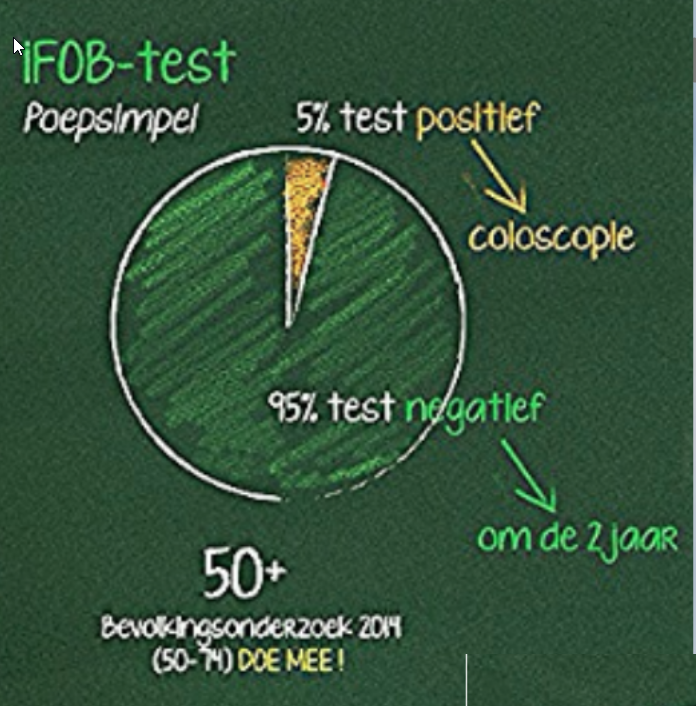 iFOB-test
Poepsimpel
5% test positief
coloscopie
95% test negatief
om de 2 jaar
50+
Bevolkingsonderzoek 2014
(50-74) DOE MEE!